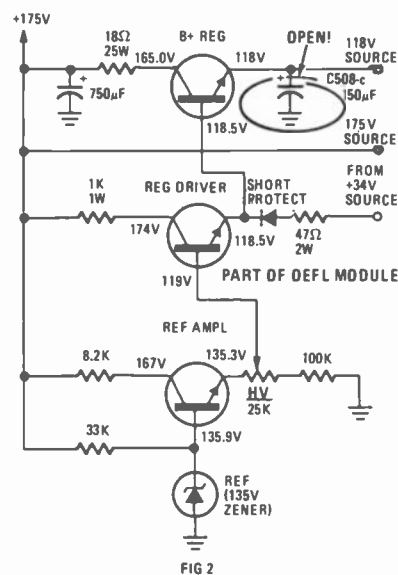 +175V
18Ω
25W
B+ REG
OPEN!
165.0V
118V
118V
SOURCE
+
750µF
+
C508-c
150µF
118.5V
175V
SOURCE
1K
1W
REG DRIVER
SHORT
PROTECT
FROM
+34V
SOURCE
174V
118.5V
47Ω
2W
119V
PART OF DEFL MODULE
REF AMPL
8.2K
167V
135.3V
100K
HV
25K
33K
135.9V
REF
(135V
ZENER)
FIG 2